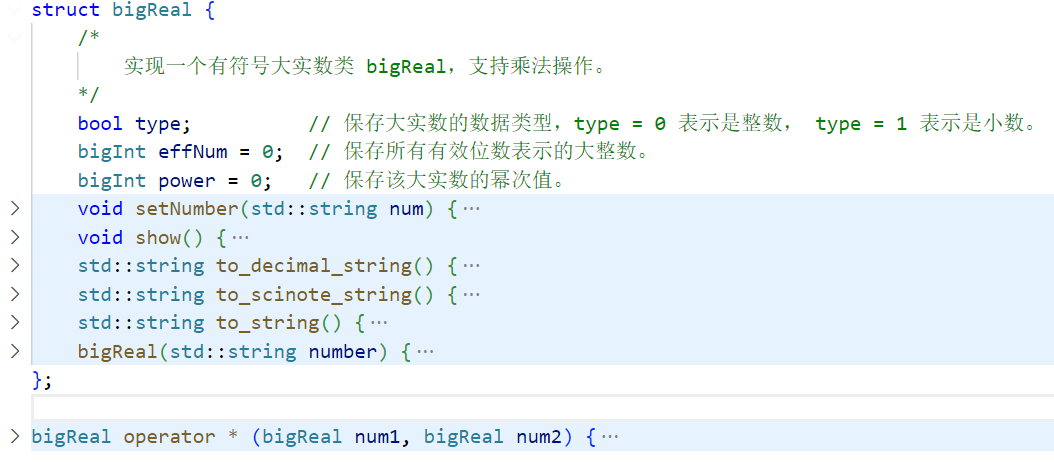 struct bigReal {
/*
实现一个有符号大实数类 bigReal，支持乘法操作。
*/
bool type;          // 保存大实数的数据类型，type = 0 表示是整数， type = 1 表示是小数。
bigInt effNum = 0;  // 保存所有有效位数表示的大整数。
bigInt power = 0;   // 保存该大实数的幂次值。
void setNumber(std::string num) {···
void show() {···
std::string to_decimal_string() {···
std::string to_scinote_string() {···
std::string to_string() {···
bigReal(std::string number) {···
};
bigReal operator * (bigReal num1, bigReal num2) {···